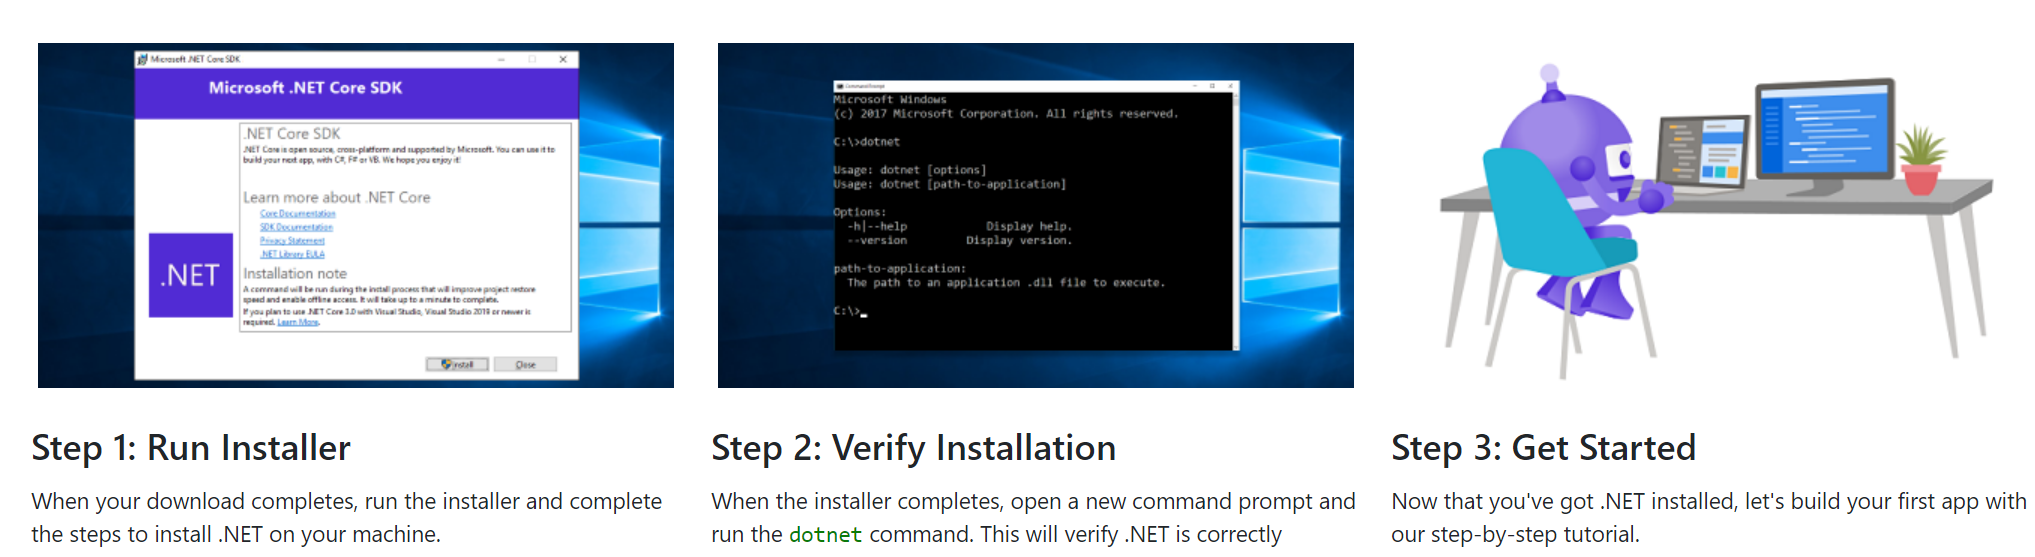 Microsoft .NET Core SDK
Microsoft .NET Core SDK
.NET Core SDK
.NET Core is open source, cross-platform and supported by Microsoft. You can use it to
build your next app, with C#, F# or VB. We hope you enjoy it!
Learn more about .NET Core
Core Documentation
SDK Documentation
Privacy Statement
.NET Library EULA
.NET
Installation note
A command will be run during the install process that will improve project restore
speed and enable offline access. It will take up to a minute to complete.
If you plan to use .NET Core 3.0 with Visual Studio, Visual Studio 2019 or newer is
required. Learn More.
Install
Close
Command Prompt
Microsoft Windows
(c) 2017 Microsoft Corporation. All rights reserved.
C:\>dotnet
Usage: dotnet [options]
Usage: dotnet [path-to-application]
Options:
-h|--help Display help.
--version Display version.
path-to-application:
The path to an application .dll file to execute.
C:\>
Step 1: Run Installer
When your download completes, run the installer and complete
the steps to install .NET on your machine.
Step 2: Verify Installation
When the installer completes, open a new command prompt and
run the dotnet command. This will verify .NET is correctly
Step 3: Get Started
Now that you've got .NET installed, let's build your first app with
our step-by-step tutorial.